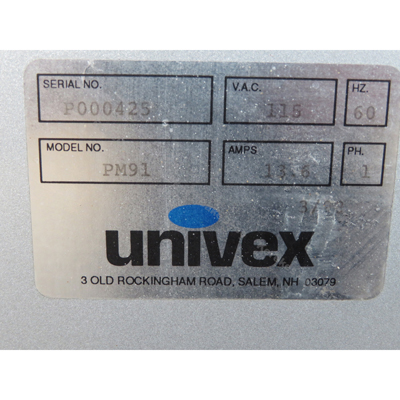 SERIAL NO. V.A.C. HZ.
P000425 115 60
MODEL NO. AMPS PH.
PM91 13.6 1
univex
3 OLD ROCKINGHAM ROAD, SALEM, NH 03079